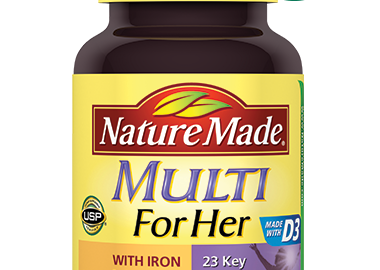 Nature Made®
MULTI
For Her
USP
MADE WITH D3
WITH IRON
23 Key